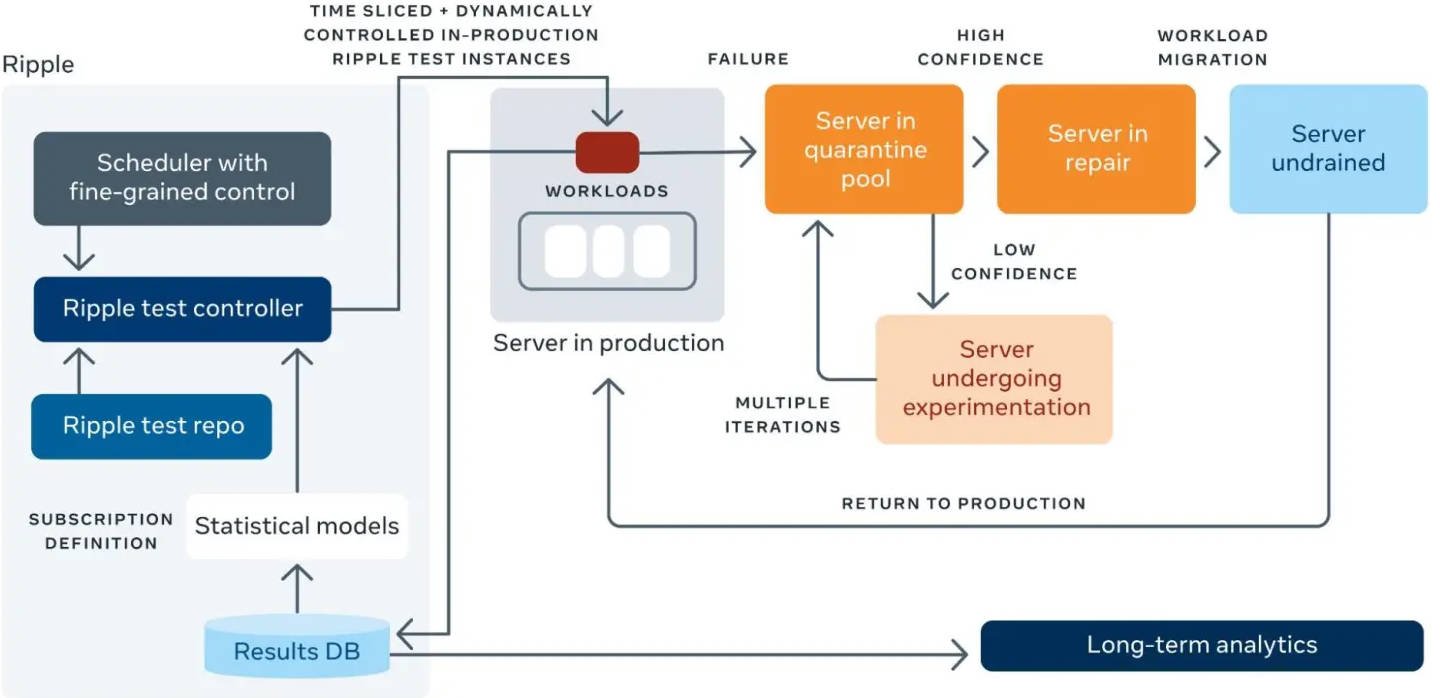 Ripple
TIME SLICED + DYNAMICALLY
CONTROLLED IN-PRODUCTION
RIPPLE TEST INSTANCES
FAILURE
HIGH
CONFIDENCE
WORKLOAD
MIGRATION
Scheduler with
fine-grained control
Ripple test controller
Ripple test repo
SUBSCRIPTION
DEFINITION
Statistical models
Results DB
WORKLOADS
Server in production
Server in
quarantine
pool
Server in
repair
Server
undrained
LOW
CONFIDENCE
Server
undergoing
experimentation
MULTIPLE
ITERATIONS
RETURN TO PRODUCTION
Long-term analytics